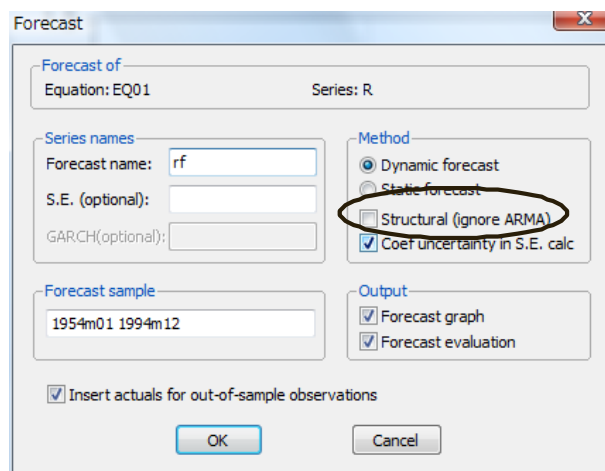 Forecast
Forecast of
Equation: EQ01 Series: R
Series names
Forecast name: rf
S.E. (optional):
GARCH(optional):
Method
Dynamic forecast
Static forecast
Structural (ignore ARMA)
Coef uncertainty in S.E. calc
Forecast sample
1954m01 1994m12
Output
Forecast graph
Forecast evaluation
Insert actuals for out-of-sample observations
OK Cancel